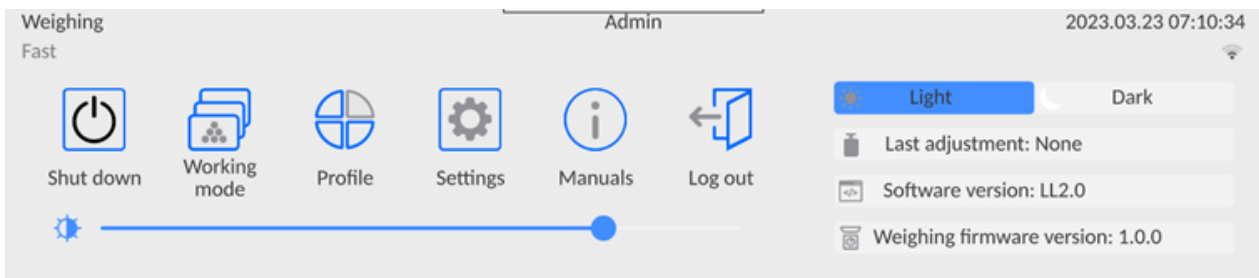 Weighing
Admin
2023.03.23 07:10:34
Fast
Shut down
Working
mode
Profile
Settings
Manuals
Log out
Light
Dark
Last adjustment: None
Software version: LL2.0
Weighing firmware version: 1.0.0